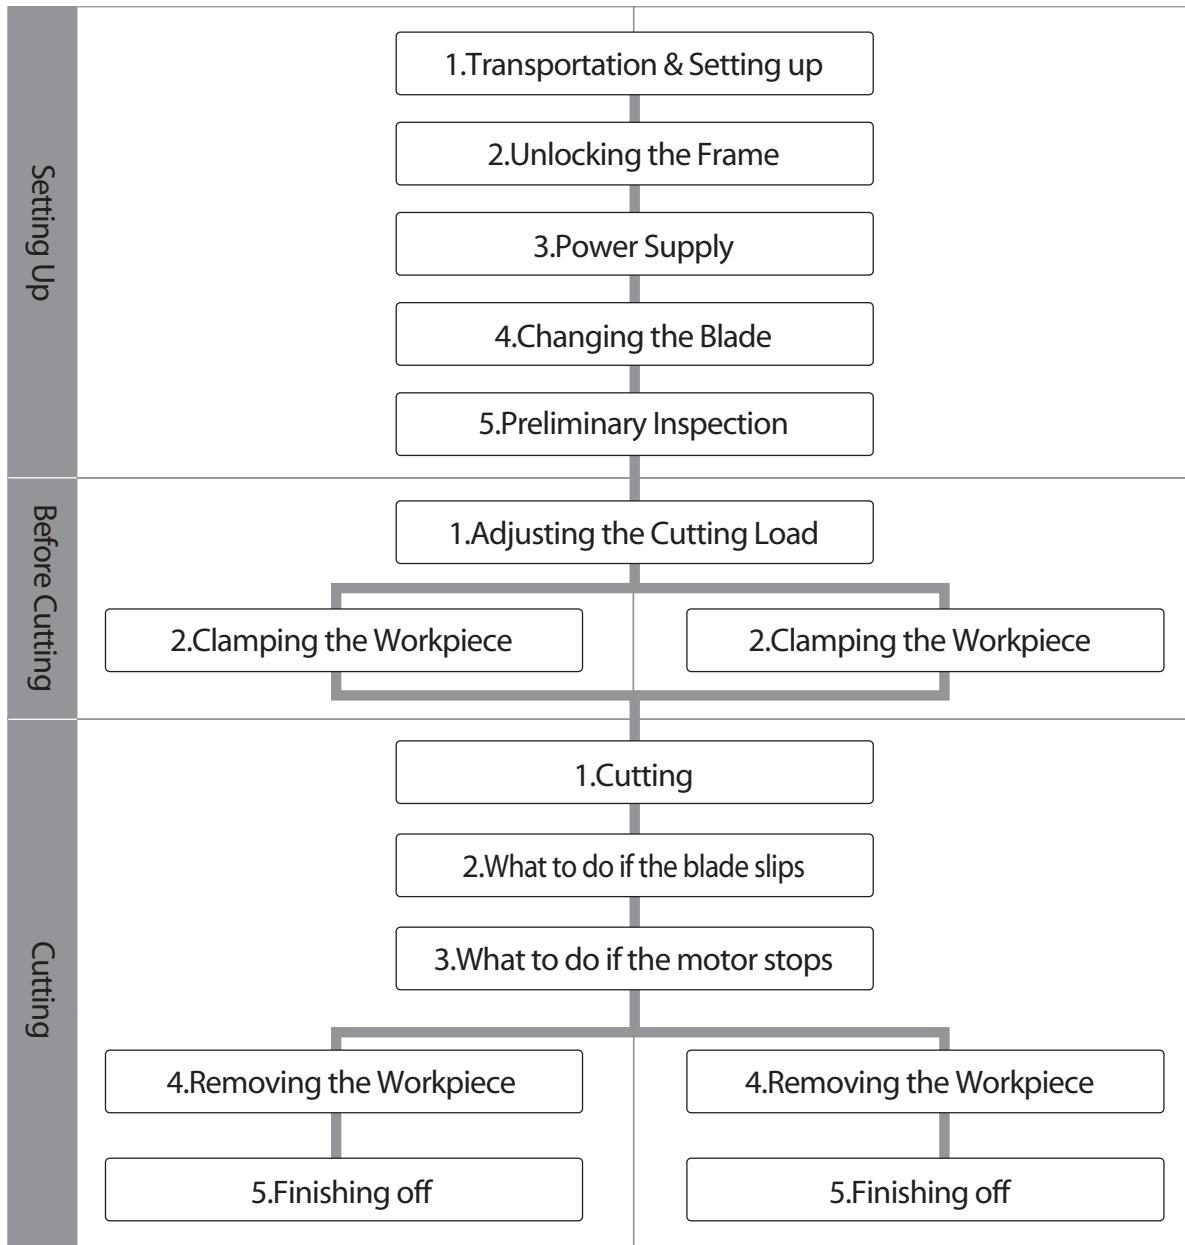 Setting Up
1.Transportation & Setting up
2.Unlocking the Frame
3.Power Supply
4.Changing the Blade
5.Preliminary Inspection
Before Cutting
1.Adjusting the Cutting Load
2.Clamping the Workpiece
2.Clamping the Workpiece
Cutting
1.Cutting
2.What to do if the blade slips
3.What to do if the motor stops
4.Removing the Workpiece
4.Removing the Workpiece
5.Finishing off
5.Finishing off